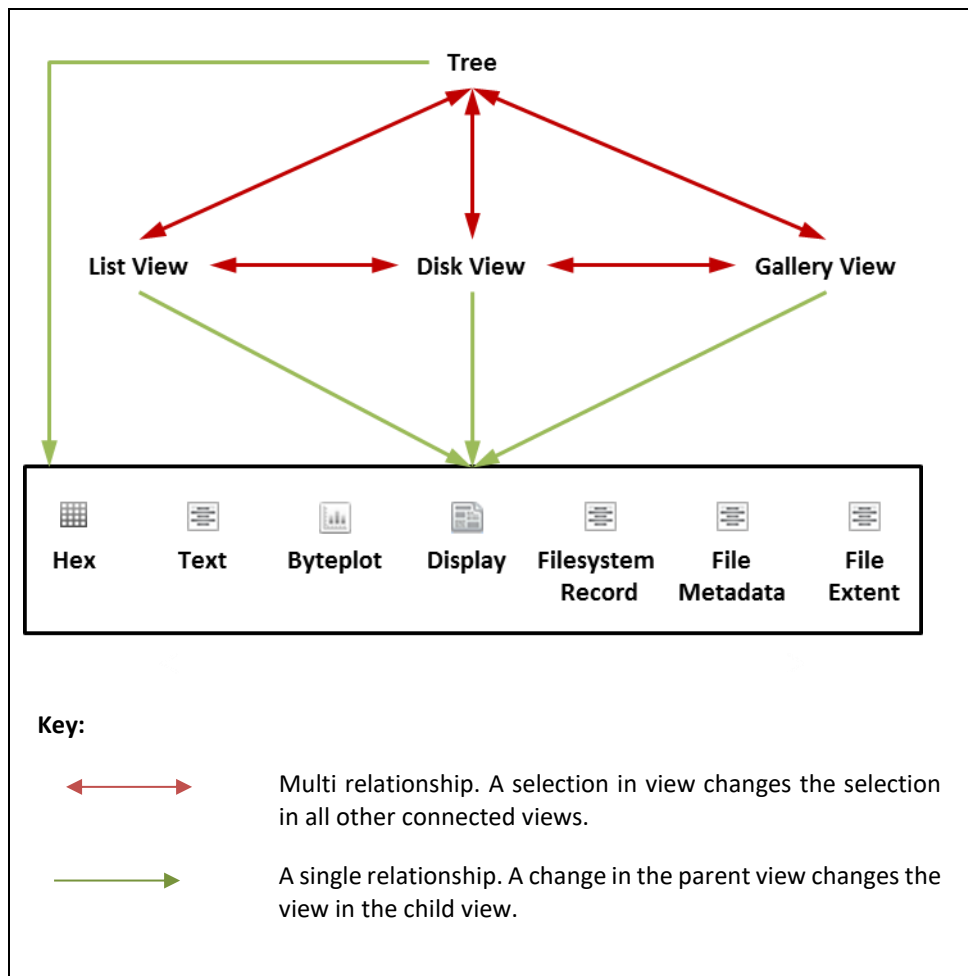 Tree
List View Disk View Gallery View
Hex Text Byteplot Display Filesystem File File
Record Metadata Extent
Key:
Multi relationship. A selection in view changes the selection
in all other connected views.
A single relationship. A change in the parent view changes the
view in the child view.